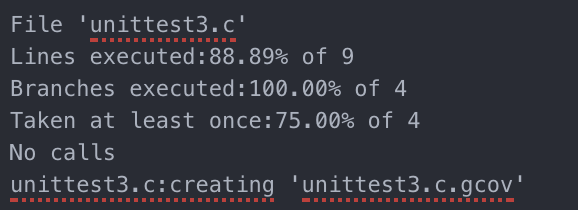 File 'unittest3.c'
Lines executed:88.89% of 9
Branches executed:100.00% of 4
Taken at least once:75.00% of 4
No calls
unittest3.c:creating 'unittest3.c.gcov'